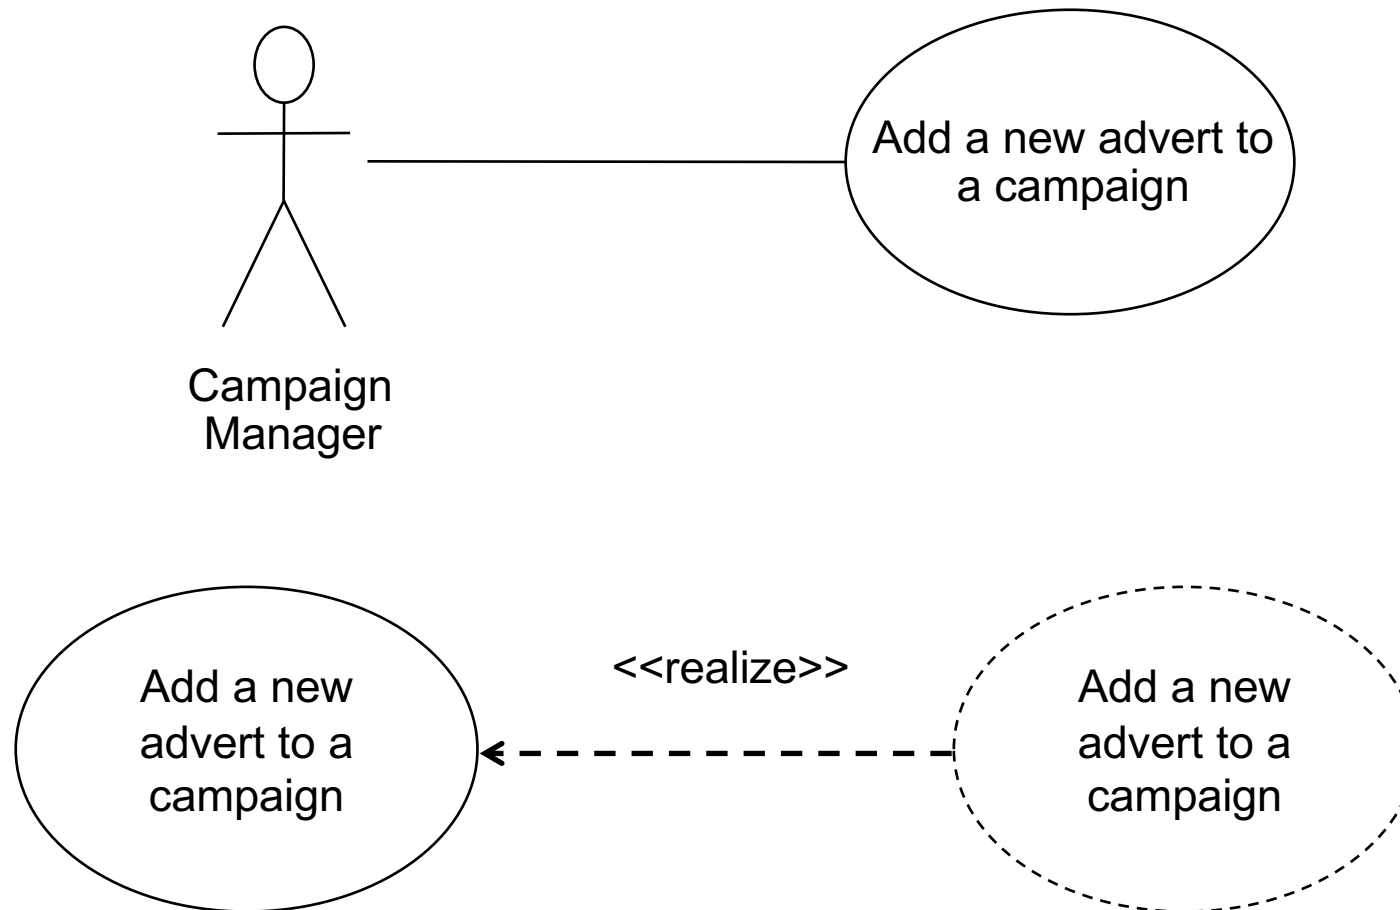 Add a new advert to
a campaign
Campaign
Manager
<<realize>>
Add a new
advert to a
campaign
Add a new
advert to a
campaign